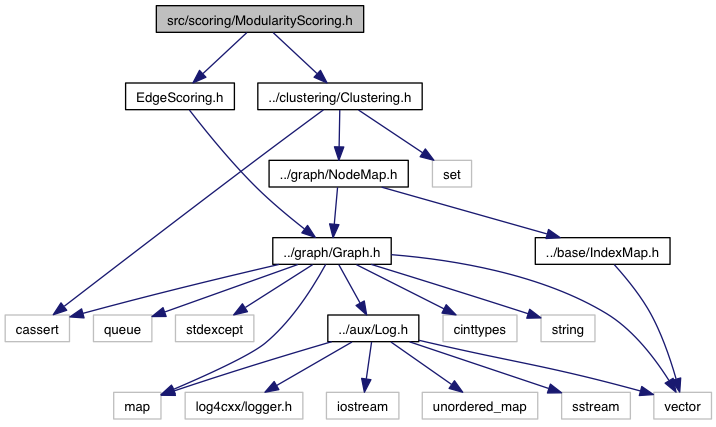 src/scoring/ModularityScoring.h
EdgeScoring.h
../clustering/Clustering.h
../graph/NodeMap.h
set
../graph/Graph.h
../base/IndexMap.h
cassert
queue
stdexcept
../aux/Log.h
cinttypes
string
map
log4cxx/logger.h
iostream
unordered_map
sstream
vector